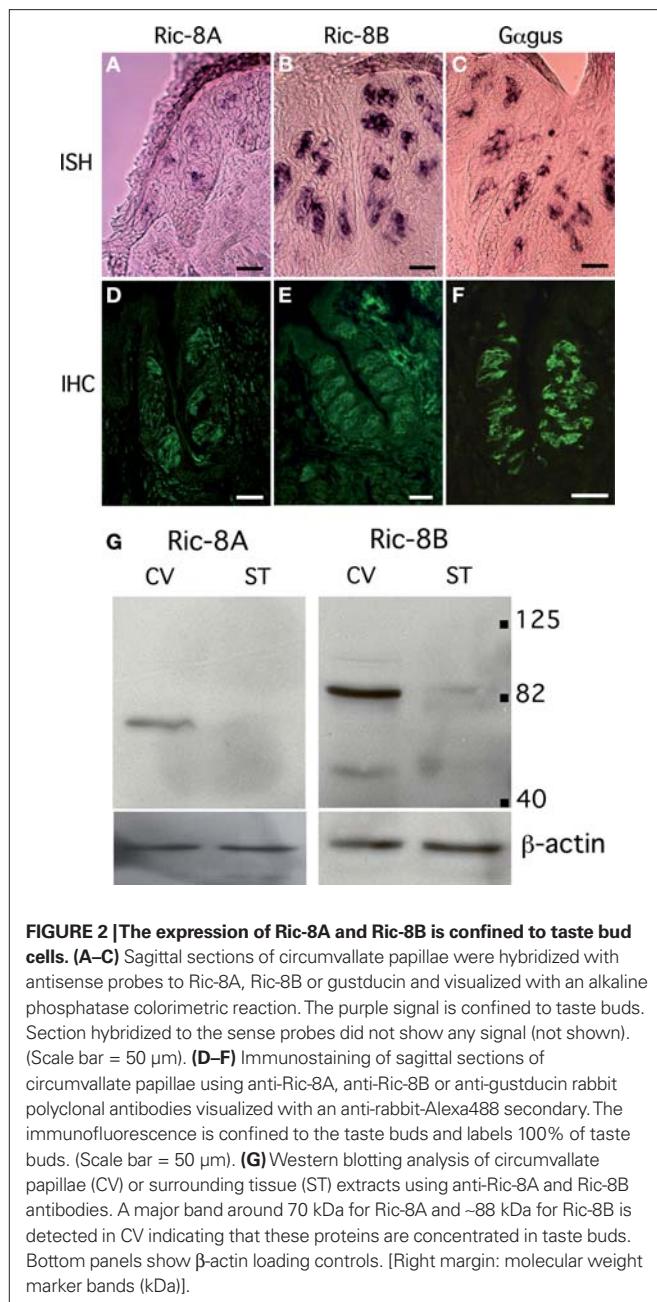 Ric-8A Ric-8B Gαgus
A B C
ISH
D E F
IHC
G Ric-8A Ric-8B
CV ST CV ST
125
82
40
β-actin
FIGURE 2 | The expression of Ric-8A and Ric-8B is confined to taste bud
cells. (A–C) Sagittal sections of circumvallate papillae were hybridized with
antisense probes to Ric-8A, Ric-8B or gustducin and visualized with an alkaline
phosphatase colorimetric reaction. The purple signal is confined to taste buds.
Section hybridized to the sense probes did not show any signal (not shown).
(Scale bar = 50 μm). (D–F) Immunostaining of sagittal sections of
circumvallate papillae using anti-Ric-8A, anti-Ric-8B or anti-gustducin rabbit
polyclonal antibodies visualized with an anti-rabbit-Alexa488 secondary. The
immunofluorescence is confined to the taste buds and labels 100% of taste
buds. (Scale bar = 50 μm). (G) Western blotting analysis of circumvallate
papillae (CV) or surrounding tissue (ST) extracts using anti-Ric-8A and Ric-8B
antibodies. A major band around 70 kDa for Ric-8A and ~88 kDa for Ric-8B is
detected in CV indicating that these proteins are concentrated in taste buds.
Bottom panels show β-actin loading controls. [Right margin: molecular weight
marker bands (kDa)].